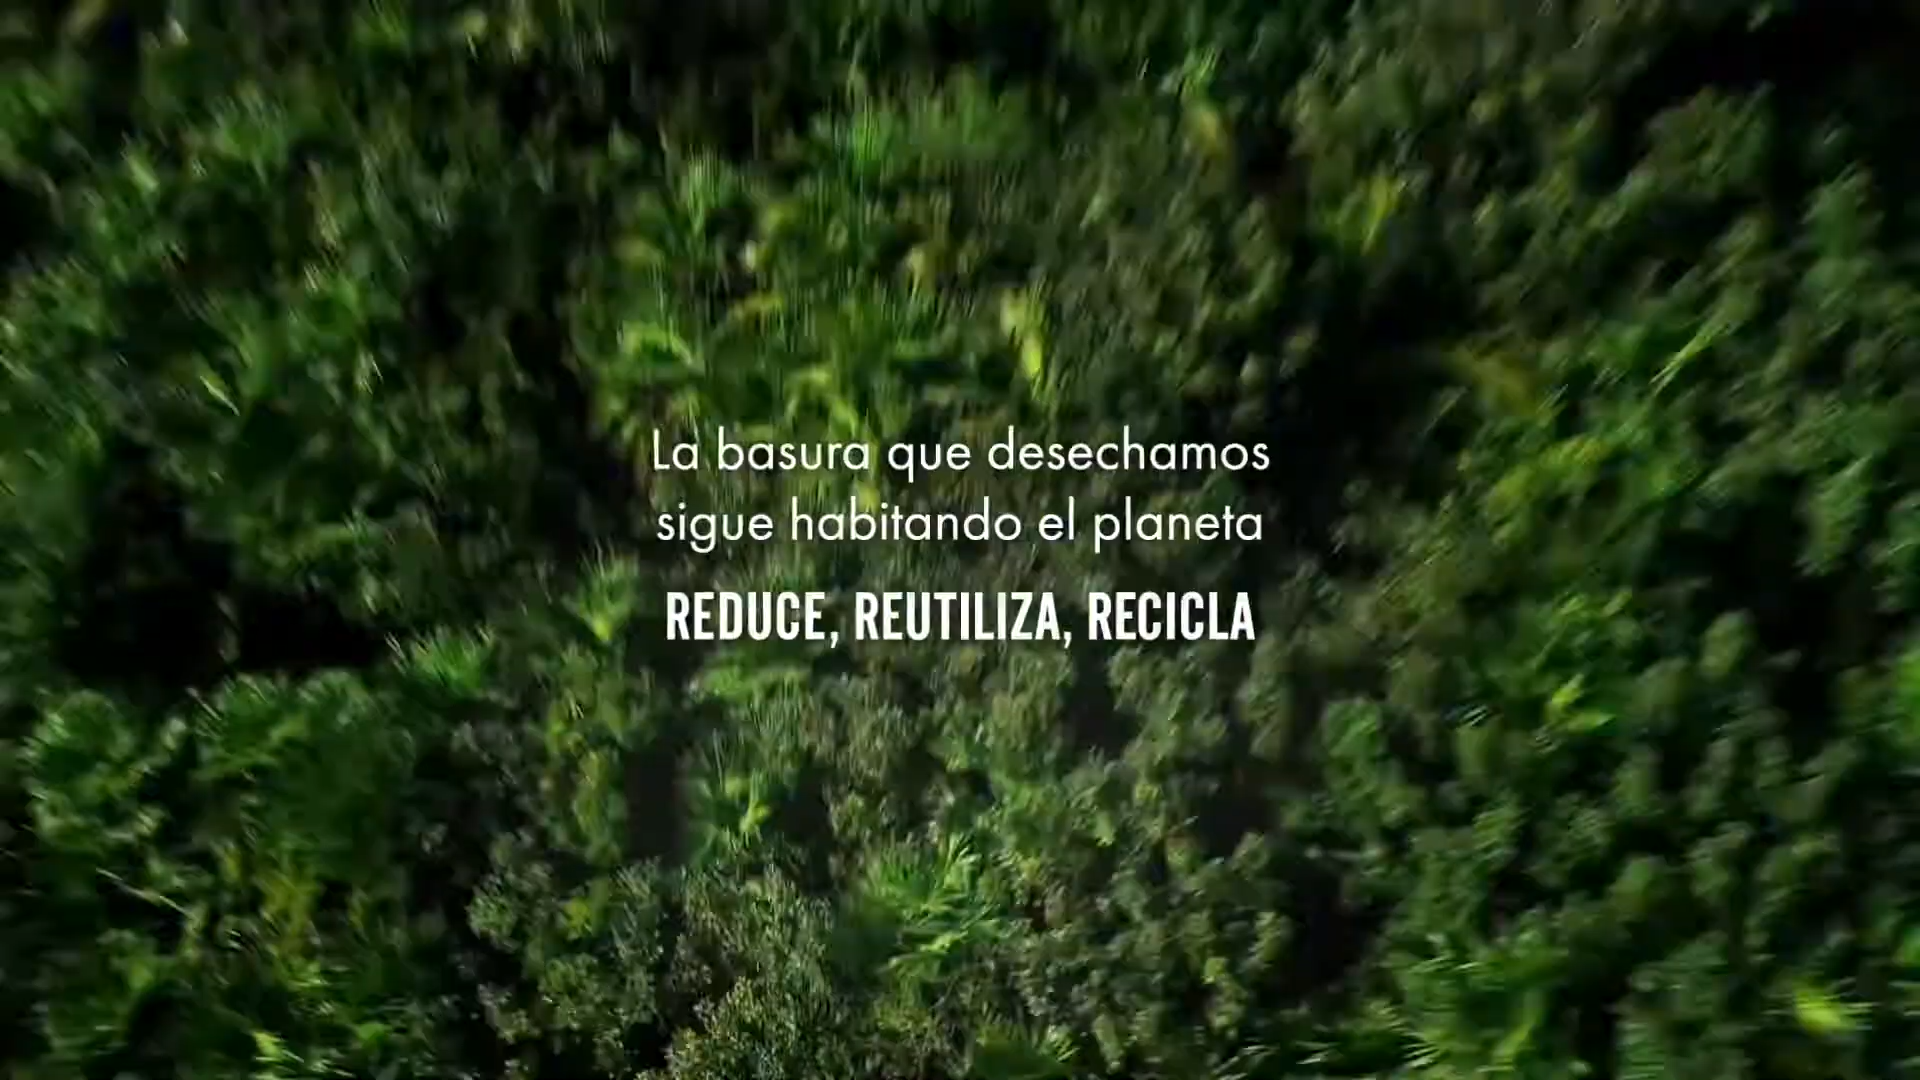 La basura que desechamos
sigue habitando el planeta
REDUCE, REUTILIZA, RECICLA